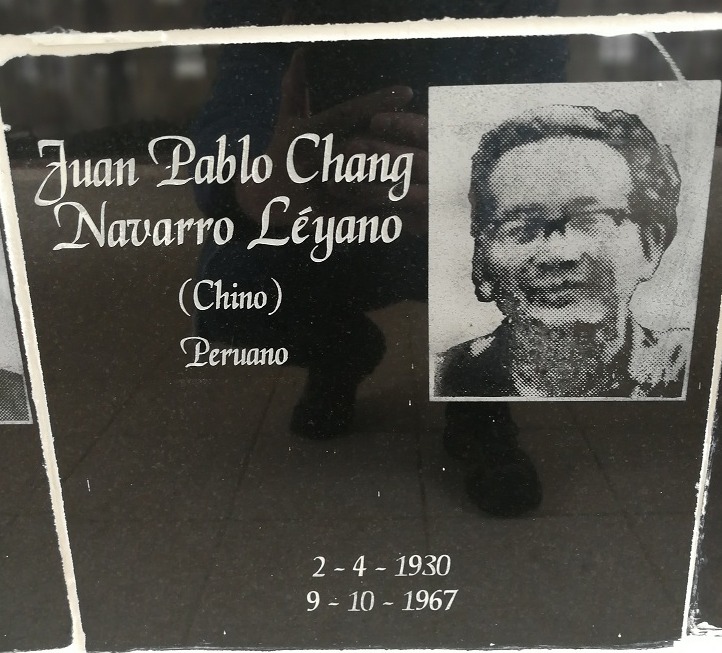 Juan Pablo Chang
Navarro Léyano
(Chino)
Peruano
2 - 4 - 1930
9 - 10 - 1967